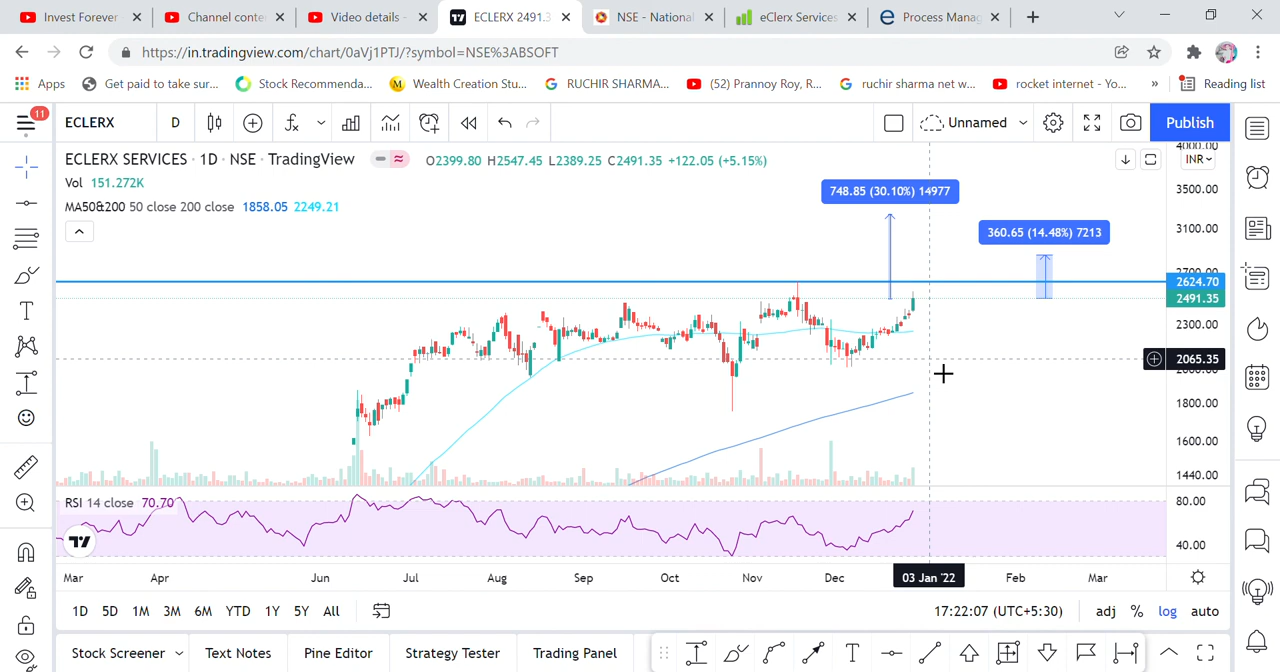 Invest Forever
Channel conte
Video details -
ECLERX 2491.3
NSE - National
eClerx Services
Process Manag
https://in.tradingview.com/chart/0aVj1PTJ/?symbol=NSE%3ABSOFT
Apps
Get paid to take sur...
Stock Recommenda...
Wealth Creation Stu...
RUCHIR SHARMA...
(52) Prannoy Roy, R...
ruchir sharma net w...
rocket internet - Yo...
»
Reading list
11
ECLERX
D
Unnamed
Publish
ECLERX SERVICES · 1D · NSE · TradingView
O2399.80 H2547.45 L2389.25 C2491.35 +122.05 (+5.15%)
Vol 151.272K
MA50&200 50 close 200 close 1858.05 2249.21
748.85 (30.10%) 14977
360.65 (14.48%) 7213
4000.00
INR
3500.00
3100.00
2700.00
2624.70
2491.35
2300.00
2065.35
2000.00
1800.00
1600.00
1440.00
RSI 14 close 70.70
80.00
40.00
Mar Apr Jun Jul Aug Sep Oct Nov Dec 03 Jan '22 Feb Mar
1D 5D 1M 3M 6M YTD 1Y 5Y All
17:22:07 (UTC+5:30)
adj % log auto
Stock Screener
Text Notes
Pine Editor
Strategy Tester
Trading Panel